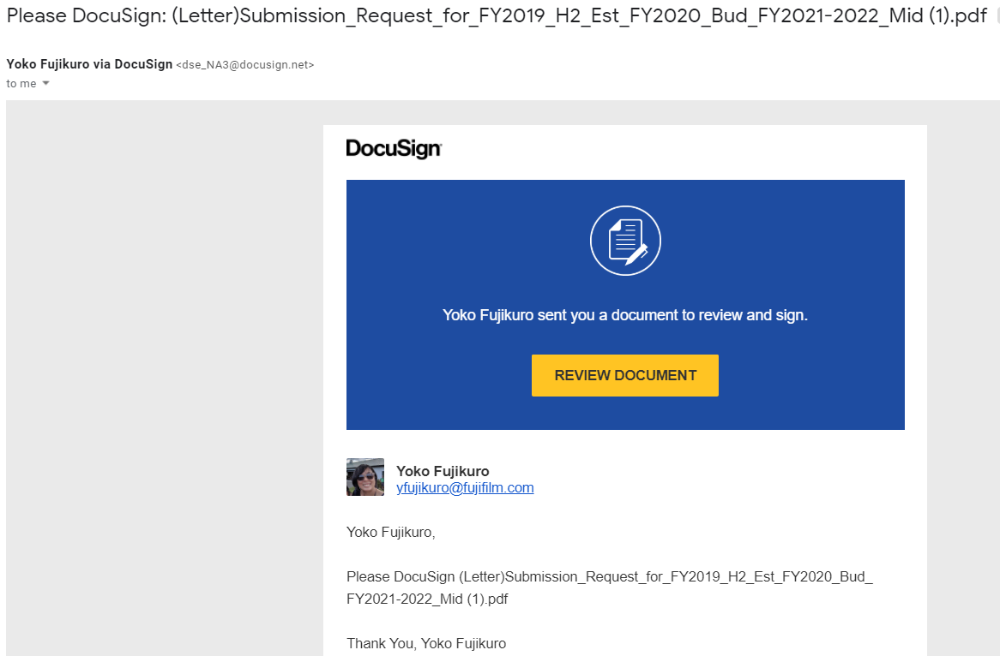 Please DocuSign: (Letter)Submission_Request_for_FY2019_H2_Est_FY2020_Bud_FY2021-2022_Mid (1).pdf
Yoko Fujikuro via DocuSign <dse_NA3@docusign.net>
to me
DocuSign
Yoko Fujikuro sent you a document to review and sign.
REVIEW DOCUMENT
Yoko Fujikuro
yfujikuro@fujifilm.com
Yoko Fujikuro,
Please DocuSign (Letter)Submission_Request_for_FY2019_H2_Est_FY2020_Bud_
FY2021-2022_Mid (1).pdf
Thank You, Yoko Fujikuro